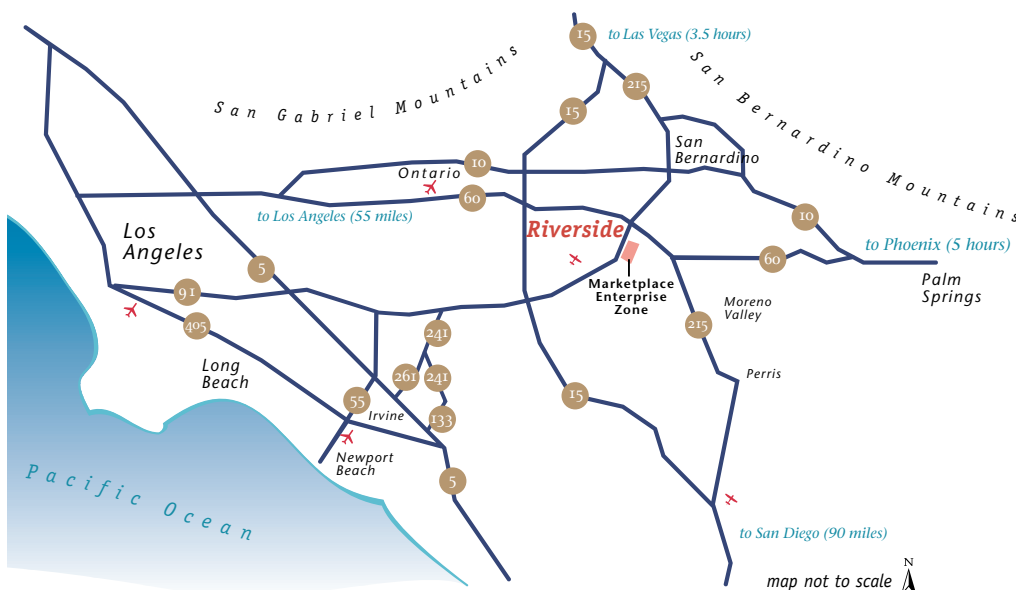 15
to Las Vegas (3.5 hours)
215
15
San Gabriel Mountains
San Bernardino Mountains
San
Bernardino
10
Ontario
60
to Los Angeles (55 miles)
10
Riverside
Los
Angeles
to Phoenix (5 hours)
60
5
Palm
Springs
Marketplace
Enterprise
Zone
91
Moreno
Valley
405
215
241
Long
Beach
261
241
Perris
15
55
Irvine
133
Newport
Beach
5
Pacific Ocean
to San Diego (90 miles)
N
map not to scale